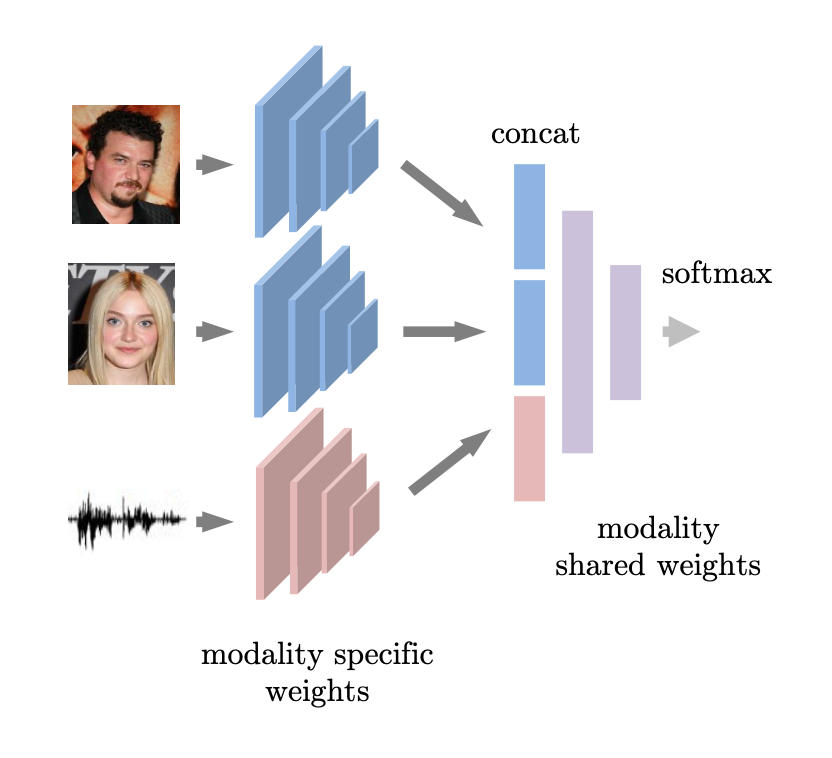 concat
softmax
modality
shared weights
modality specific
weights